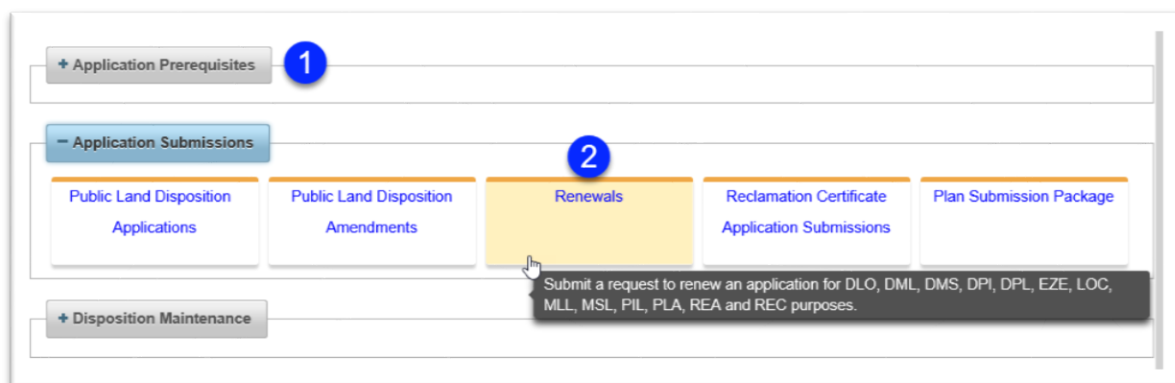 + Application Prerequisites
1
− Application Submissions
2
Public Land Disposition
Applications
Public Land Disposition
Amendments
Renewals
Reclamation Certificate
Application Submissions
Plan Submission Package
Submit a request to renew an application for DLO, DML, DMS, DPI, DPL, EZE, LOC,
MLL, MSL, PIL, PLA, REA and REC purposes.
+ Disposition Maintenance